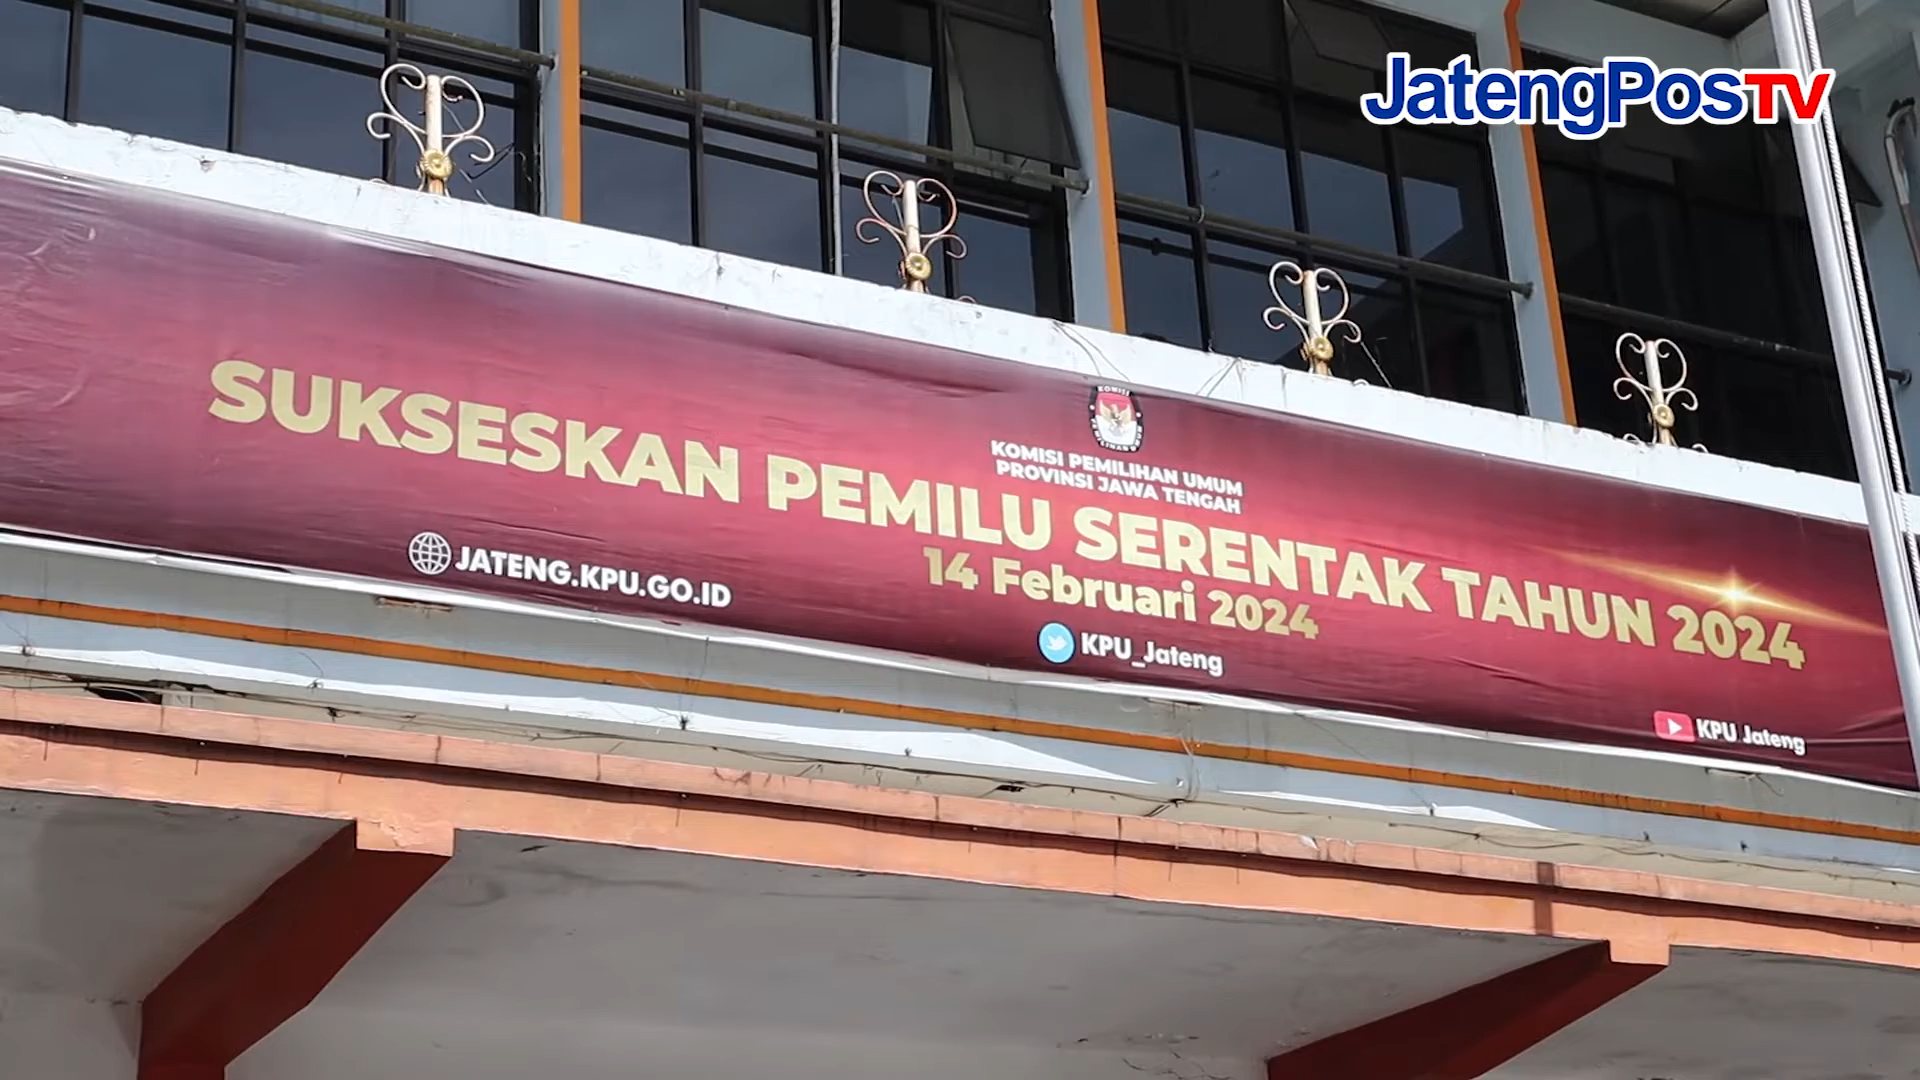 JatengPosTV
KOMISI PEMILIHAN UMUM
PROVINSI JAWA TENGAH
SUKSESKAN PEMILU SERENTAK TAHUN 2024
14 Februari 2024
JATENG.KPU.GO.ID
KPU_Jateng
KPU Jateng